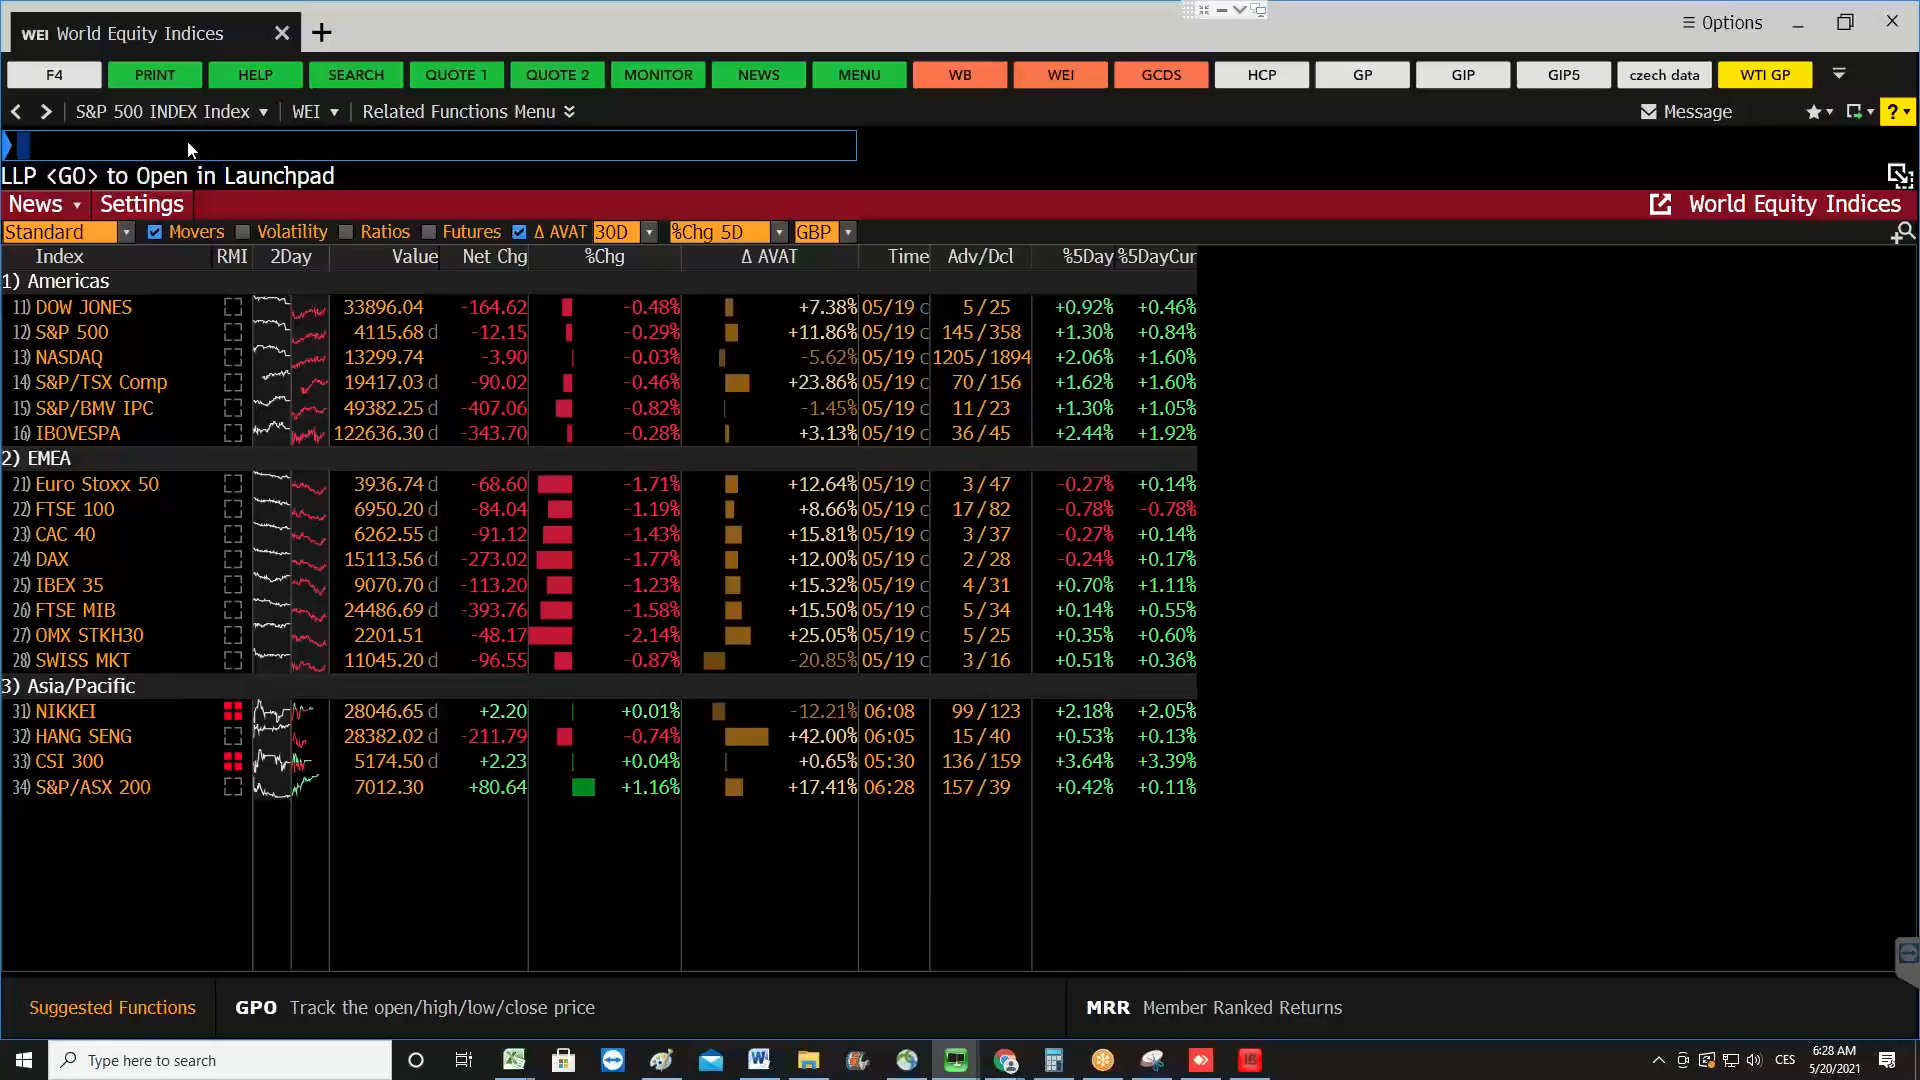 WEI World Equity Indices
Options
F4 PRINT HELP SEARCH QUOTE 1 QUOTE 2 MONITOR NEWS MENU WB WEI GCDS HCP GP GIP GIP5 czech data WTI GP
S&P 500 INDEX Index WEI Related Functions Menu Message ?
LLP <GO> to Open in Launchpad
News Settings World Equity Indices
Standard Movers Volatility Ratios Futures Δ AVAT 30D %Chg 5D GBP
Index RMI 2Day Value Net Chg %Chg Δ AVAT Time Adv/Dcl %5Day %5DayCur
1) Americas
11) DOW JONES 33896.04 -164.62 -0.48% +7.38% 05/19 c 5/25 +0.92% +0.46%
12) S&P 500 4115.68 d -12.15 -0.29% +11.86% 05/19 c 145/358 +1.30% +0.84%
13) NASDAQ 13299.74 -3.90 -0.03% -5.62% 05/19 c 1205/1894 +2.06% +1.60%
14) S&P/TSX Comp 19417.03 d -90.02 -0.46% +23.86% 05/19 c 70/156 +1.62% +1.60%
15) S&P/BMV IPC 49382.25 d -407.06 -0.82% -1.45% 05/19 c 11/23 +1.30% +1.05%
16) IBOVESPA 122636.30 d -343.70 -0.28% +3.13% 05/19 c 36/45 +2.44% +1.92%
2) EMEA
21) Euro Stoxx 50 3936.74 d -68.60 -1.71% +12.64% 05/19 c 3/47 -0.27% +0.14%
22) FTSE 100 6950.20 d -84.04 -1.19% +8.66% 05/19 c 17/82 -0.78% -0.78%
23) CAC 40 6262.55 d -91.12 -1.43% +15.81% 05/19 c 3/37 -0.27% +0.14%
24) DAX 15113.56 d -273.02 -1.77% +12.00% 05/19 c 2/28 -0.24% +0.17%
25) IBEX 35 9070.70 d -113.20 -1.23% +15.32% 05/19 c 4/31 +0.70% +1.11%
26) FTSE MIB 24486.69 d -393.76 -1.58% +15.50% 05/19 c 5/34 +0.14% +0.55%
27) OMX STKH30 2201.51 -48.17 -2.14% +25.05% 05/19 c 5/25 +0.35% +0.60%
28) SWISS MKT 11045.20 d -96.55 -0.87% -20.85% 05/19 c 3/16 +0.51% +0.36%
3) Asia/Pacific
31) NIKKEI 28046.65 d +2.20 +0.01% -12.21% 06:08 99/123 +2.18% +2.05%
32) HANG SENG 28382.02 d -211.79 -0.74% +42.00% 06:05 15/40 +0.53% +0.13%
33) CSI 300 5174.50 d +2.23 +0.04% +0.65% 05:30 136/159 +3.64% +3.39%
34) S&P/ASX 200 7012.30 +80.64 +1.16% +17.41% 06:28 157/39 +0.42% +0.11%
Suggested Functions GPO Track the open/high/low/close price MRR Member Ranked Returns
Type here to search CES 6:28 AM
5/20/2021